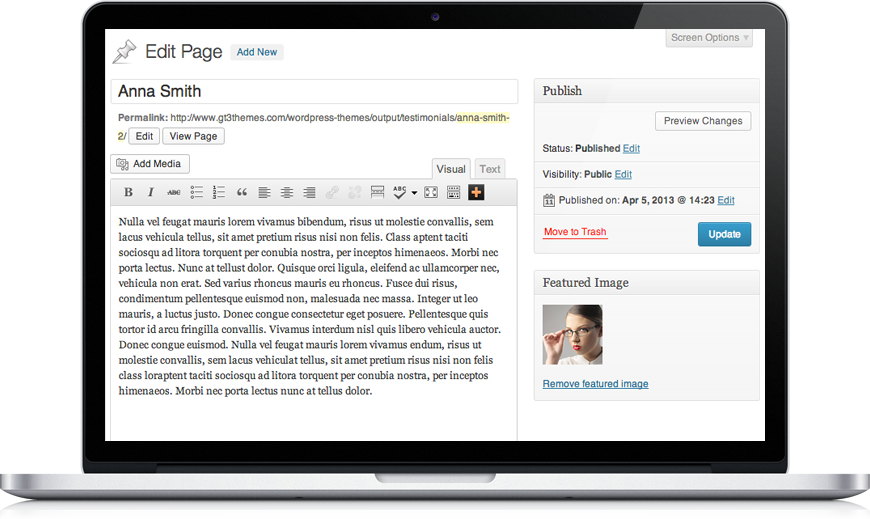 Screen Options ▼
Edit Page Add New
Anna Smith
Permalink: http://www.gt3themes.com/wordpress-themes/output/testimonials/anna-smith-
2/ Edit View Page
Add Media
Visual Text
B I ABC 1 2 3 “ ABC
Nulla vel feugat mauris lorem vivamus bibendum, risus ut molestie convallis, sem
lacus vehicula tellus, sit amet pretium risus nisi non felis. Class aptent taciti
sociosqu ad litora torquent per conubia nostra, per inceptos himenaeos. Morbi nec
porta lectus. Nunc at tellust dolor. Quisque orci ligula, eleifend ac ullamcorper nec,
vehicula non erat. Sed varius rhoncus mauris eu rhoncus. Fusce dui risus,
condimentum pellentesque euismod non, malesuada nec massa. Integer ut leo
mauris, a luctus justo. Donec congue consectetur eget posuere. Pellentesque quis
tortor id arcu fringilla convallis. Vivamus interdum nisl quis libero vehicula auctor.
Donec congue euismod. Nulla vel feugat mauris lorem vivamus endum, risus ut
molestie convallis, sem lacus vehiculat tellus, sit amet pretium risus nisi non felis
class loraptent taciti sociosqu ad litora torquent per conubia nostra, per inceptos
himenaeos. Morbi nec porta lectus nunc at tellus dolor.
Publish
Preview Changes
Status: Published Edit
Visibility: Public Edit
11 Published on: Apr 5, 2013 @ 14:23 Edit
Move to Trash Update
Featured Image
Remove featured image